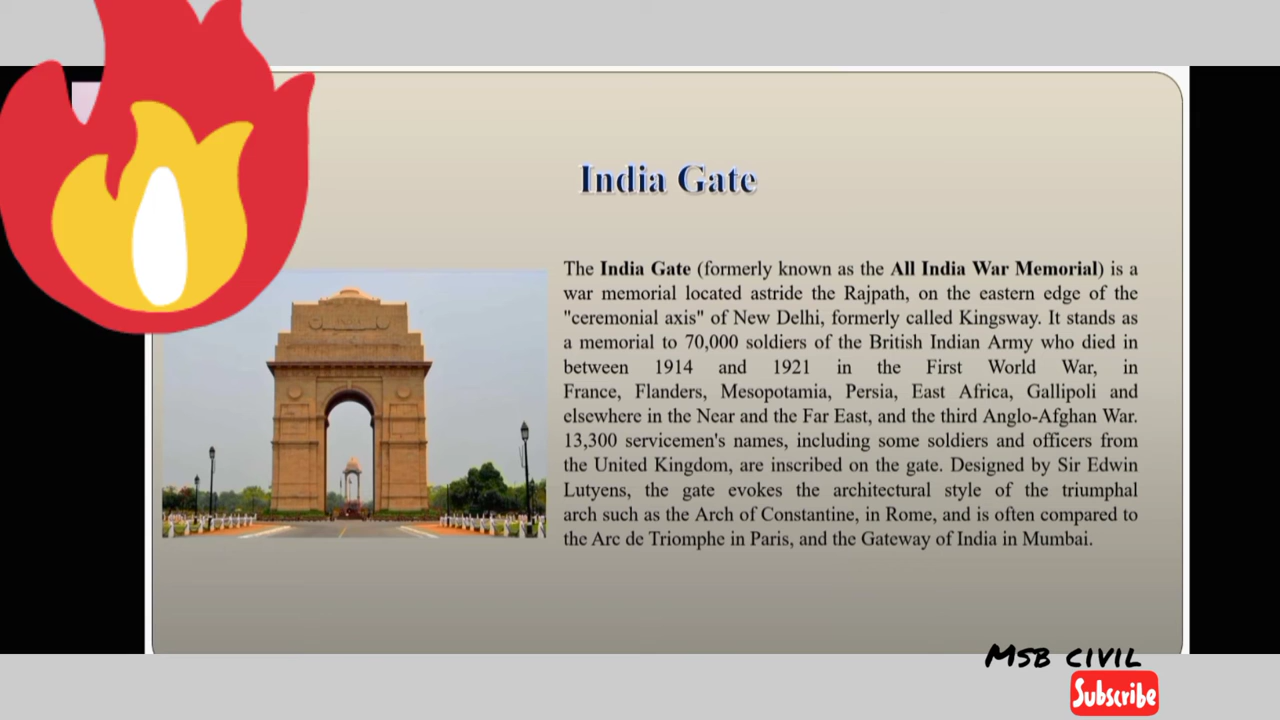 India Gate
The India Gate (formerly known as the All India War Memorial) is a
war memorial located astride the Rajpath, on the eastern edge of the
"ceremonial axis" of New Delhi, formerly called Kingsway. It stands as
a memorial to 70,000 soldiers of the British Indian Army who died in
between 1914 and 1921 in the First World War, in
France, Flanders, Mesopotamia, Persia, East Africa, Gallipoli and
elsewhere in the Near and the Far East, and the third Anglo-Afghan War.
13,300 servicemen's names, including some soldiers and officers from
the United Kingdom, are inscribed on the gate. Designed by Sir Edwin
Lutyens, the gate evokes the architectural style of the triumphal
arch such as the Arch of Constantine, in Rome, and is often compared to
the Arc de Triomphe in Paris, and the Gateway of India in Mumbai.
MSB CIVIL
Subscribe